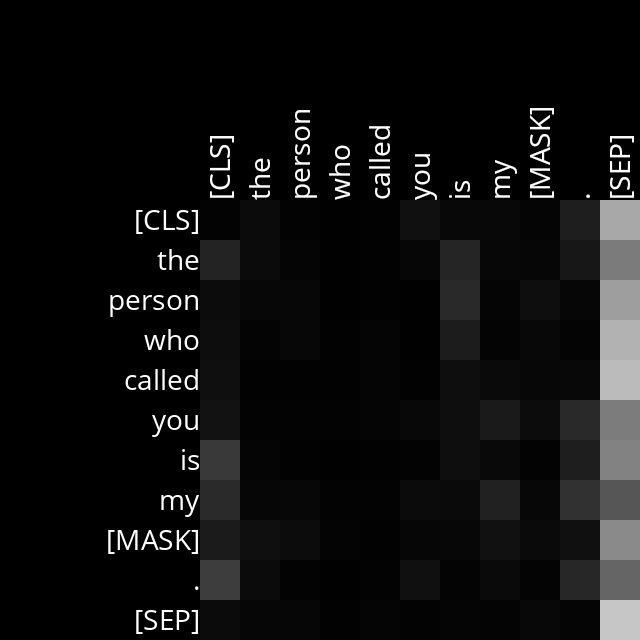 [CLS] the person who called you is my [MASK] . [SEP]
[CLS]
the
person
who
called
you
is
my
[MASK]
.
[SEP]